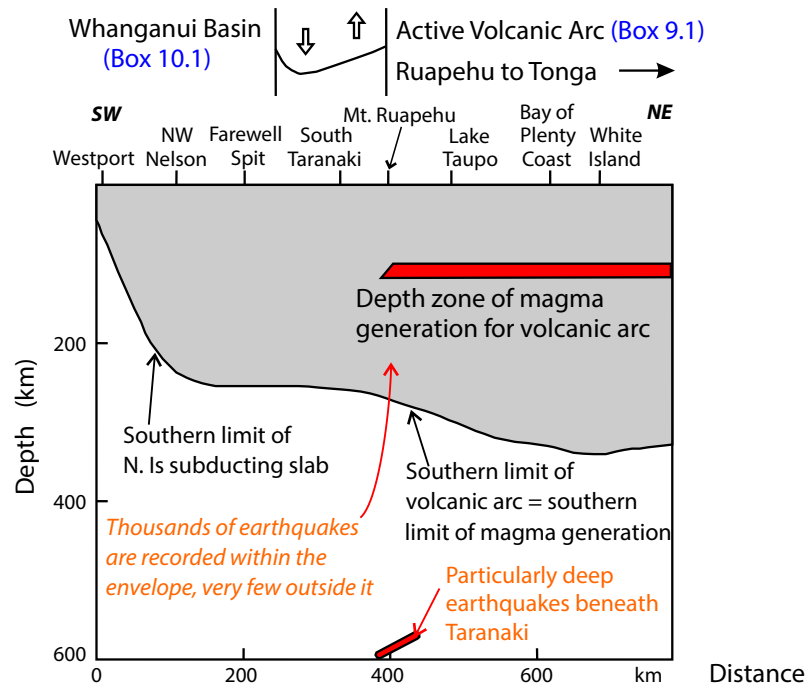 Whanganui Basin
(Box 10.1)
Active Volcanic Arc (Box 9.1)
Ruapehu to Tonga
SW
NE
Westport
NW
Nelson
Farewell
Spit
South
Taranaki
Mt. Ruapehu
Lake
Taupo
Bay of
Plenty
Coast
White
Island
Depth zone of magma
generation for volcanic arc
Southern limit of
N. Is subducting slab
Southern limit of
volcanic arc = southern
limit of magma generation
Thousands of earthquakes
are recorded within the
envelope, very few outside it
Particularly deep
earthquakes beneath
Taranaki
Depth (km)
200
400
600
0
200
400
600
km
Distance